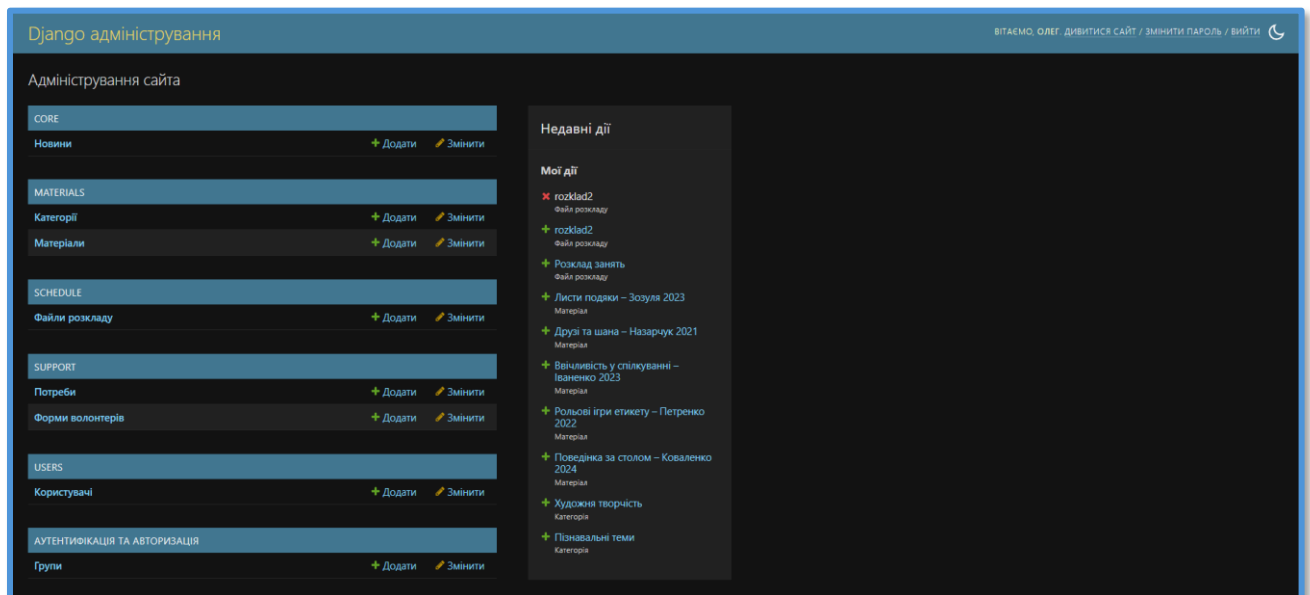 Django адміністрування
ВІТАЄМО, ОЛЕГ. ДИВИТИСЯ САЙТ / ЗМІНИТИ ПАРОЛЬ / ВИЙТИ
Адміністрування сайта
CORE
Новини Додати Змінити
MATERIALS
Категорії Додати Змінити
Матеріали Додати Змінити
SCHEDULE
Файли розкладу Додати Змінити
SUPPORT
Потреби Додати Змінити
Форми волонтерів Додати Змінити
USERS
Користувачі Додати Змінити
АУТЕНТИФІКАЦІЯ ТА АВТОРИЗАЦІЯ
Групи Додати Змінити
Недавні дії
Мої дії
rozklad2
Файл розкладу
rozklad2
Файл розкладу
Розклад занять
Файл розкладу
Листи подяки – Зозуля 2023
Матеріал
Друзі та шана – Назарчук 2021
Матеріал
Ввічливість у спілкуванні –
Іваненко 2023
Матеріал
Рольові ігри етикету – Петренко
2022
Матеріал
Поведінка за столом – Коваленко
2024
Матеріал
Художня творчість
Категорія
Пізнавальні теми
Категорія